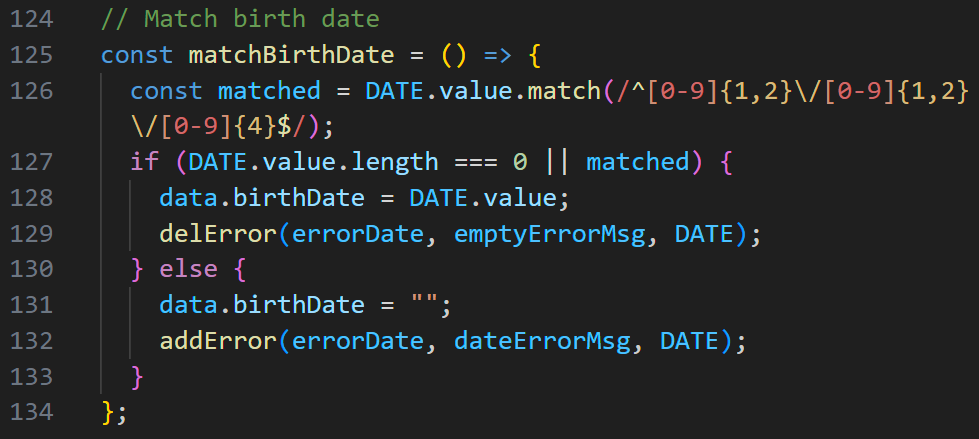 124 // Match birth date
125 const matchBirthDate = () => {
126 const matched = DATE.value.match(/^[0-9]{1,2}\/[0-9]{1,2}
\/[0-9]{4}$/);
127 if (DATE.value.length === 0 || matched) {
128 data.birthDate = DATE.value;
129 delError(errorDate, emptyErrorMsg, DATE);
130 } else {
131 data.birthDate = "";
132 addError(errorDate, dateErrorMsg, DATE);
133 }
134 };